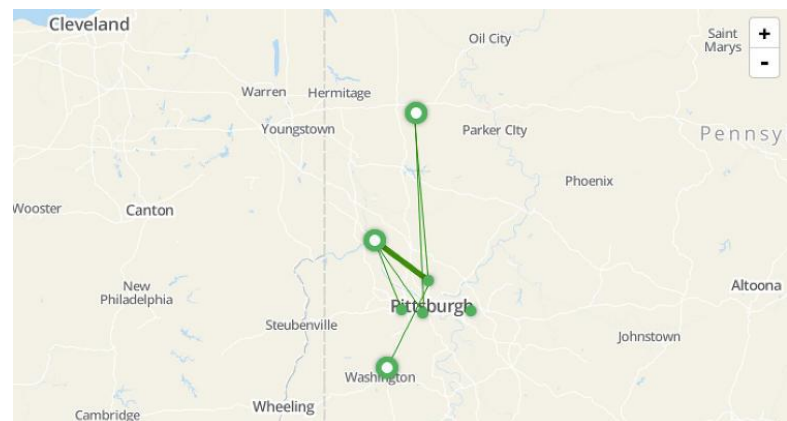 Cleveland
Oil City
Saint
Marys
+
-
Warren
Hermitage
Youngstown
Parker City
Pennsy
Phoenix
Wooster
Canton
New
Philadelphia
Pittsburgh
Altoona
Steubenville
Johnstown
Washington
Wheeling
Cambridge